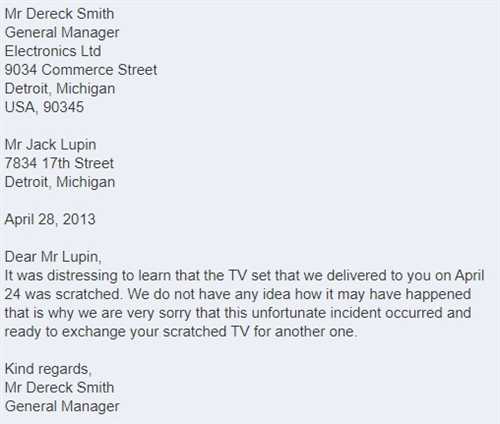 Mr Dereck Smith
General Manager
Electronics Ltd
9034 Commerce Street
Detroit, Michigan
USA, 90345
Mr Jack Lupin
7834 17th Street
Detroit, Michigan
April 28, 2013
Dear Mr Lupin,
It was distressing to learn that the TV set that we delivered to you on April
24 was scratched. We do not have any idea how it may have happened
that is why we are very sorry that this unfortunate incident occurred and
ready to exchange your scratched TV for another one.
Kind regards,
Mr Dereck Smith
General Manager